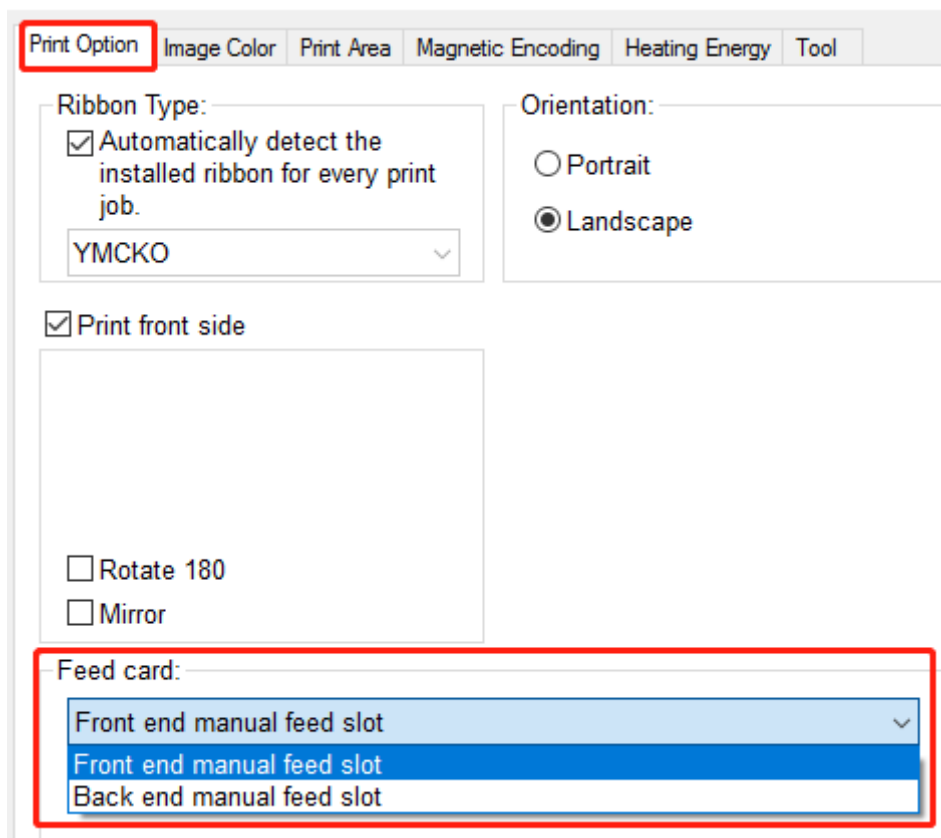 Print Option Image Color Print Area Magnetic Encoding Heating Energy Tool
Ribbon Type:
Automatically detect the
installed ribbon for every print
job.
YMCKO
Orientation:
Portrait
Landscape
Print front side
Rotate 180
Mirror
Feed card:
Front end manual feed slot
Front end manual feed slot
Back end manual feed slot